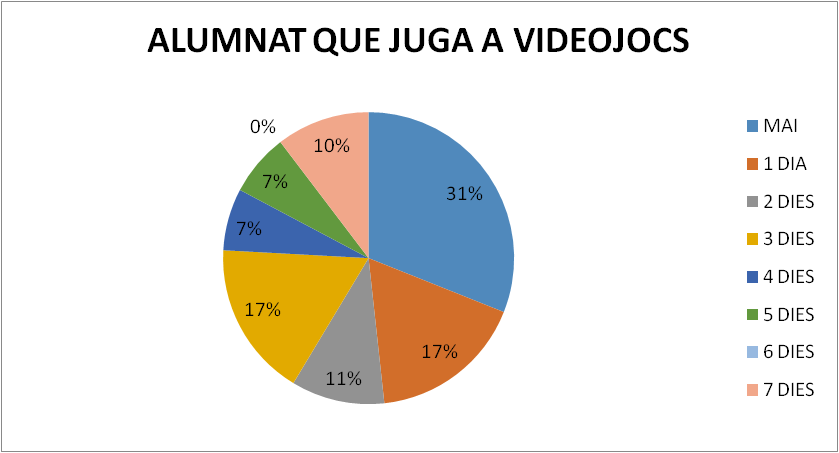 ALUMNAT QUE JUGA A VIDEOJOCS
0%
10%
7%
31%
7%
17%
17%
11%
MAI
1 DIA
2 DIES
3 DIES
4 DIES
5 DIES
6 DIES
7 DIES